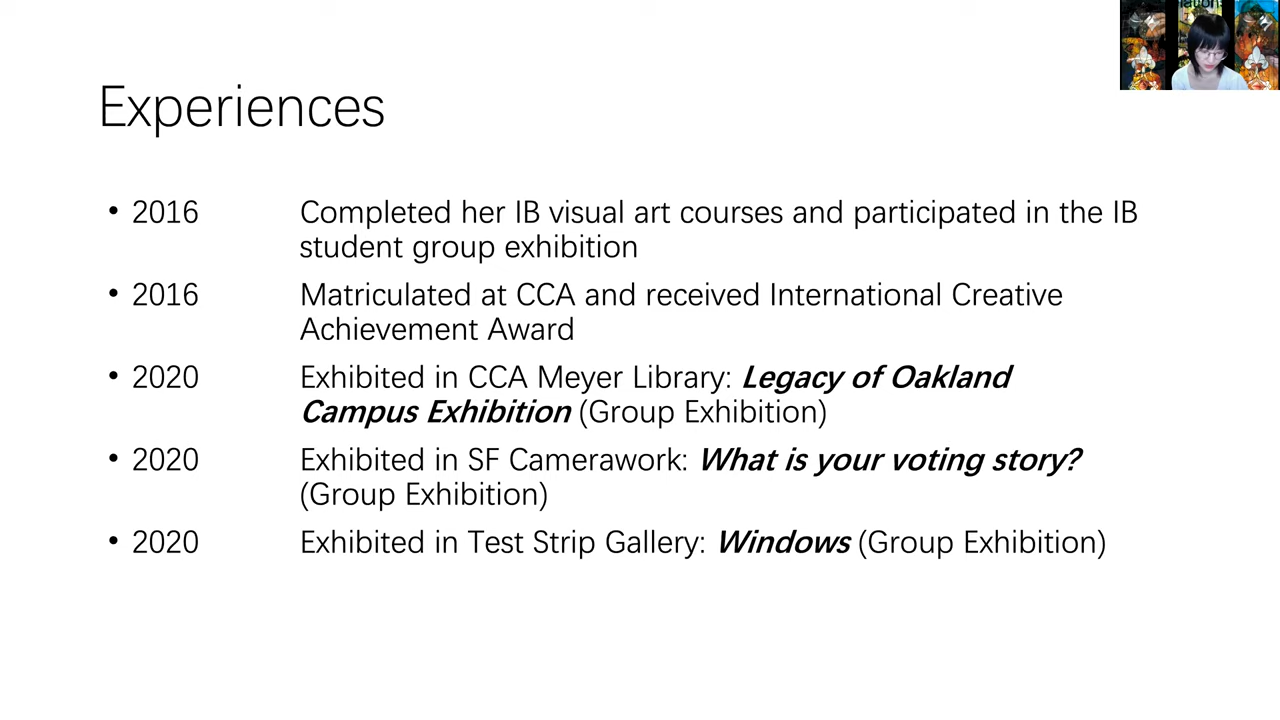 Experiences
• 2016 Completed her IB visual art courses and participated in the IB
student group exhibition
• 2016 Matriculated at CCA and received International Creative
Achievement Award
• 2020 Exhibited in CCA Meyer Library: Legacy of Oakland
Campus Exhibition (Group Exhibition)
• 2020 Exhibited in SF Camerawork: What is your voting story?
(Group Exhibition)
• 2020 Exhibited in Test Strip Gallery: Windows (Group Exhibition)